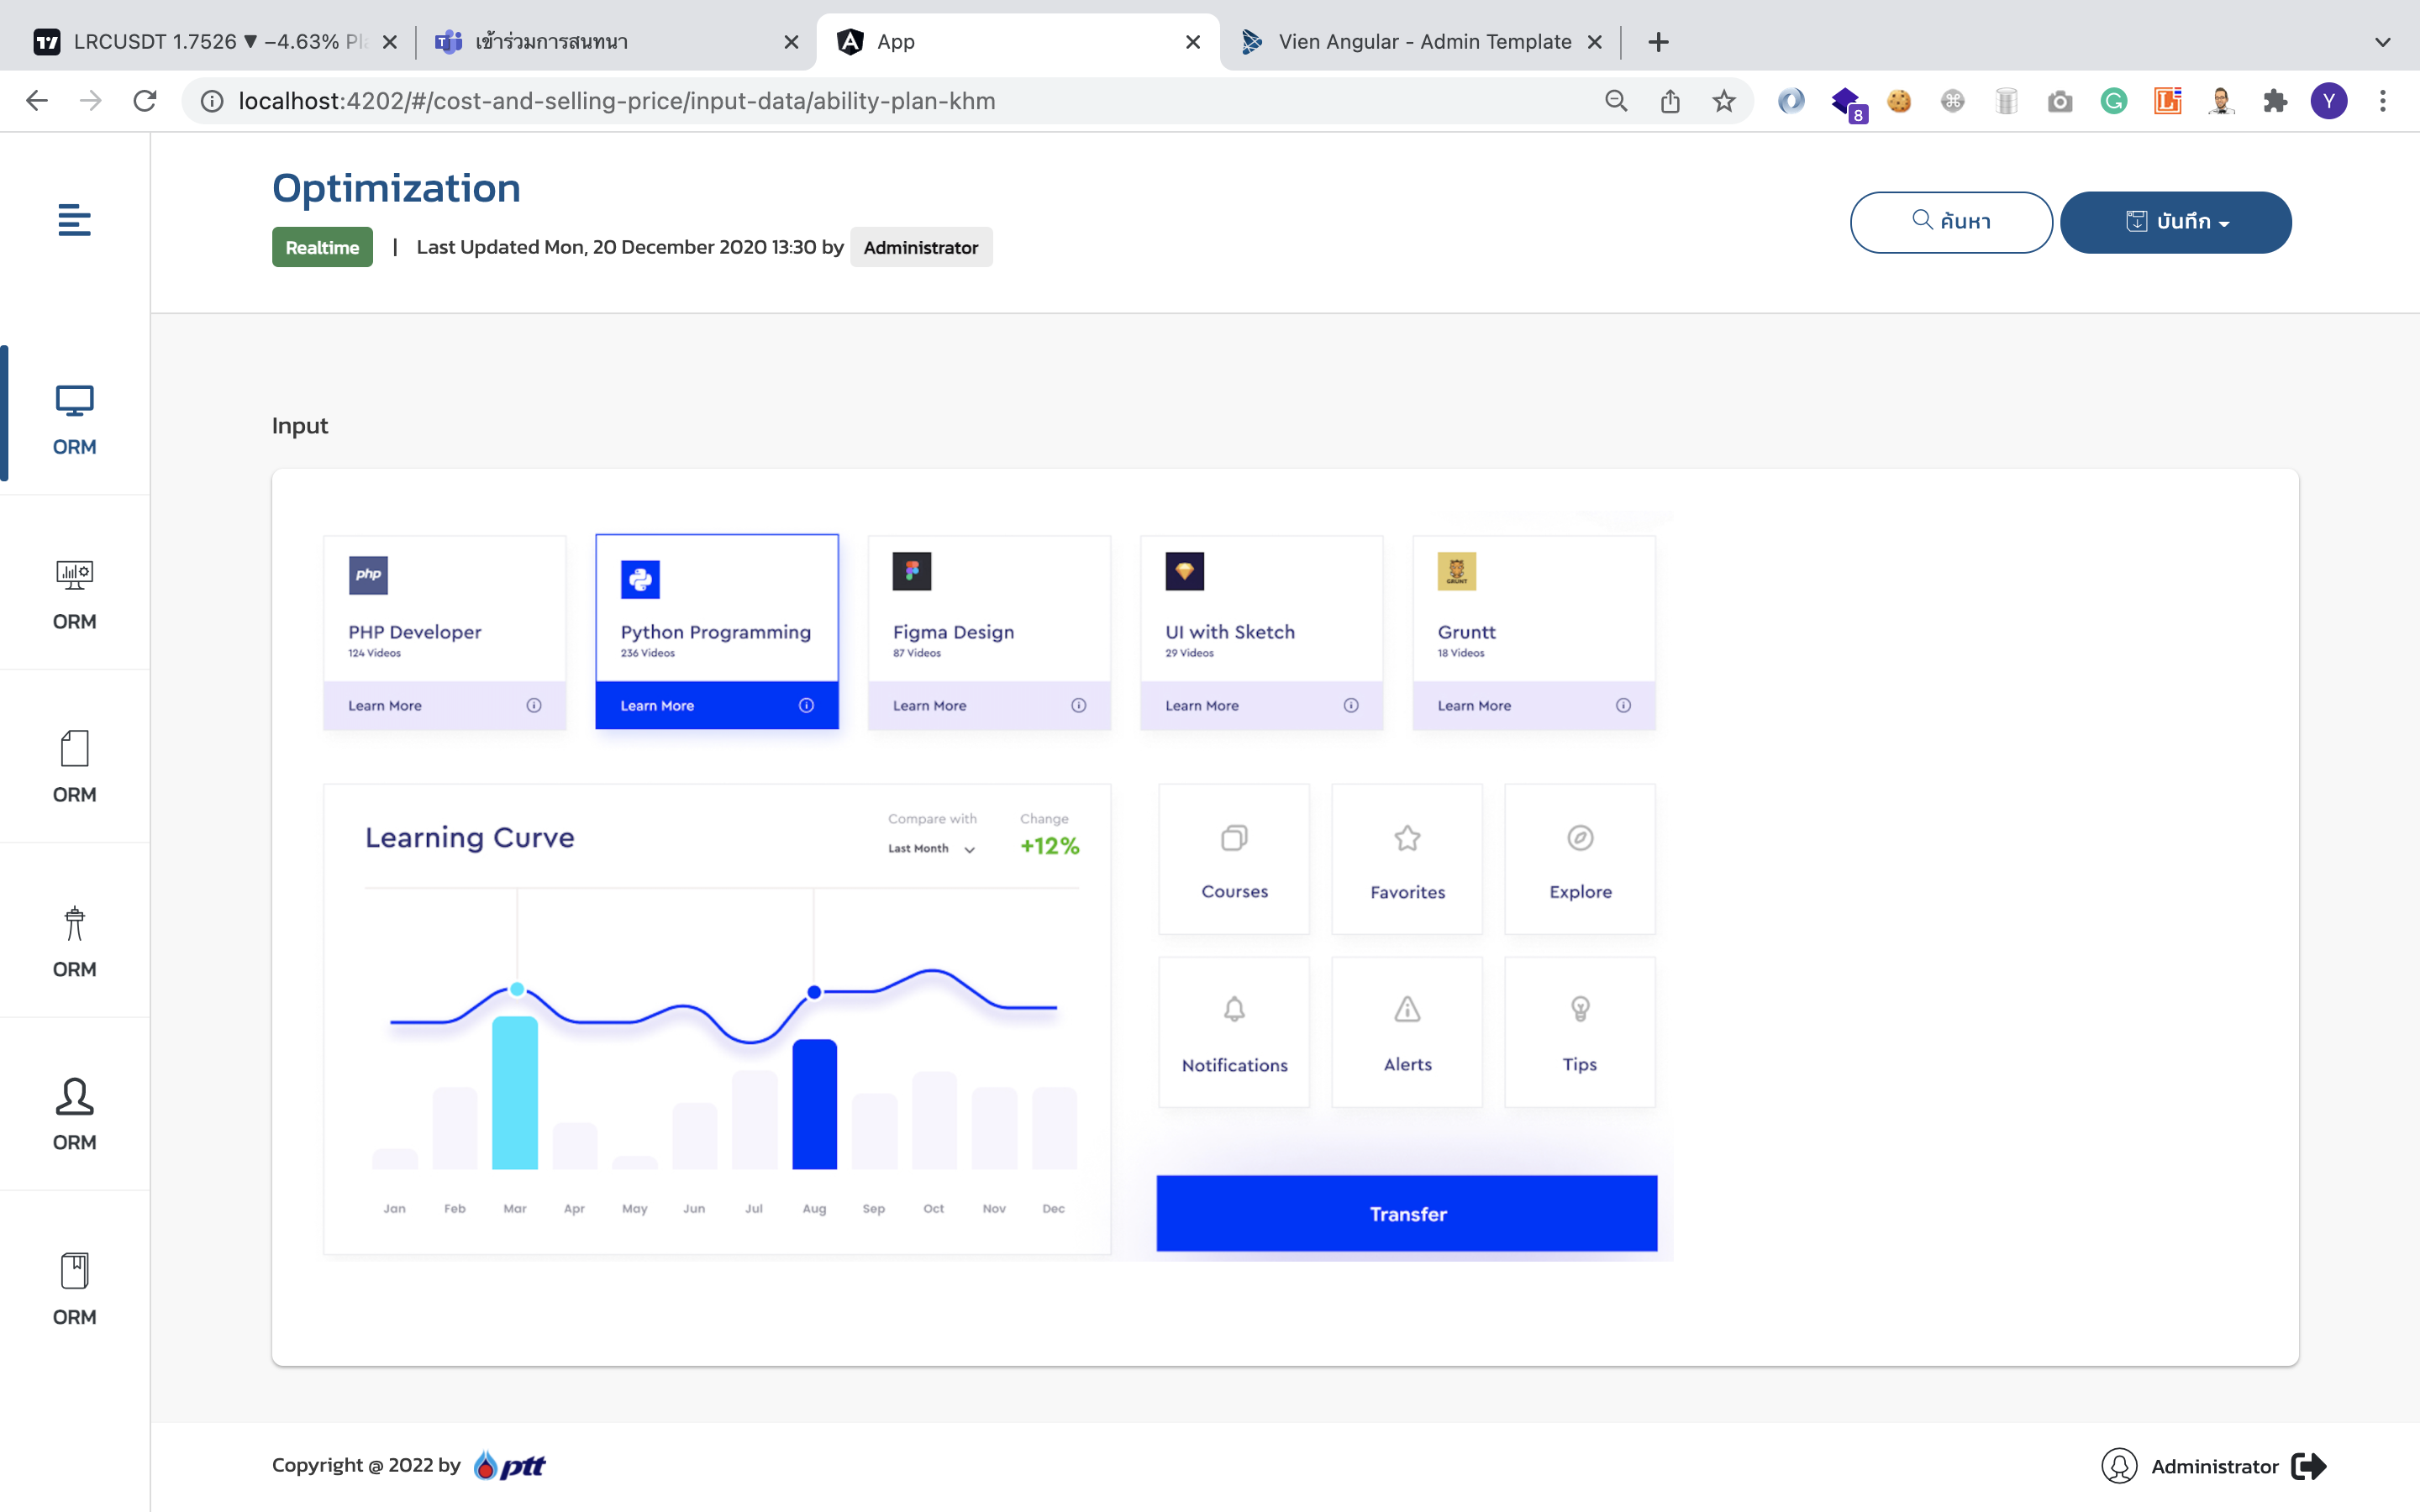 LRCUSDT 1.7526 ▼ −4.63%
เข้าร่วมการสนทนา
App
Vien Angular - Admin Template
localhost:4202/#/cost-and-selling-price/input-data/ability-plan-khm
8
Y
Optimization
Realtime | Last Updated Mon, 20 December 2020 13:30 by Administrator
ค้นหา
บันทึก
ORM
ORM
ORM
ORM
ORM
ORM
Input
php
PHP Developer
124 Videos
Learn More
Python Programming
236 Videos
Learn More
Figma Design
87 Videos
Learn More
UI with Sketch
29 Videos
Learn More
GRUNT
Gruntt
18 Videos
Learn More
Learning Curve
Compare with
Last Month
Change
+12%
Jan Feb Mar Apr May Jun Jul Aug Sep Oct Nov Dec
Courses
Favorites
Explore
Notifications
Alerts
Tips
Transfer
Copyright @ 2022 by ptt
Administrator